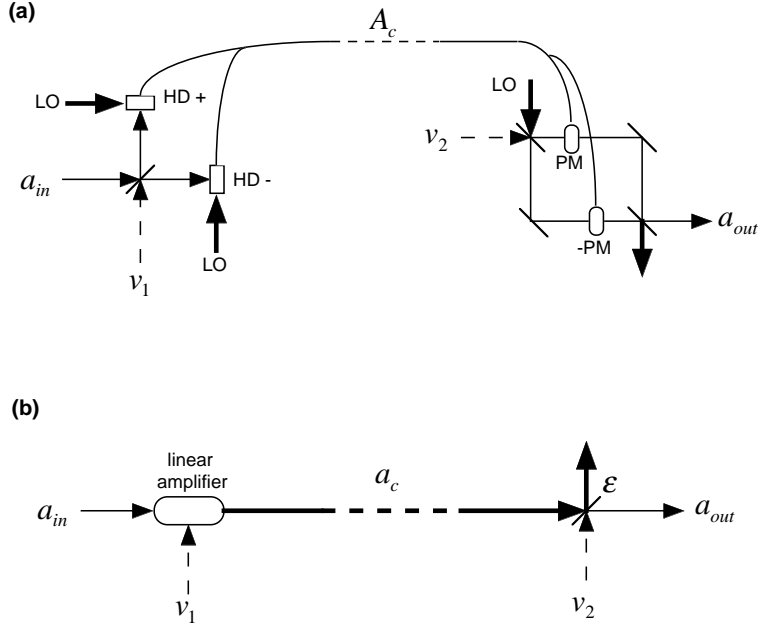 (a)
A_c
LO
HD +
LO
v_2
PM
a_in
HD -
a_out
-PM
LO
v_1
(b)
linear
amplifier
a_c
ε
a_in
a_out
v_1
v_2